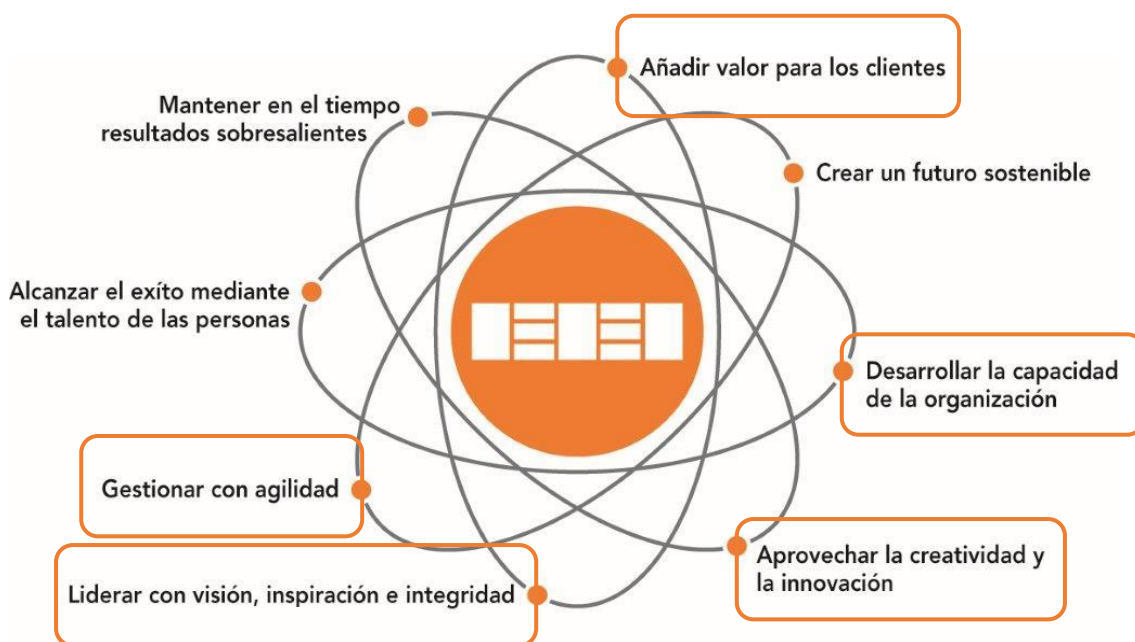 Añadir valor para los clientes
Mantener en el tiempo
resultados sobresalientes
Crear un futuro sostenible
Alcanzar el exíto mediante
el talento de las personas
Desarrollar la capacidad
de la organización
Gestionar con agilidad
Aprovechar la creatividad y
la innovación
Liderar con visión, inspiración e integridad